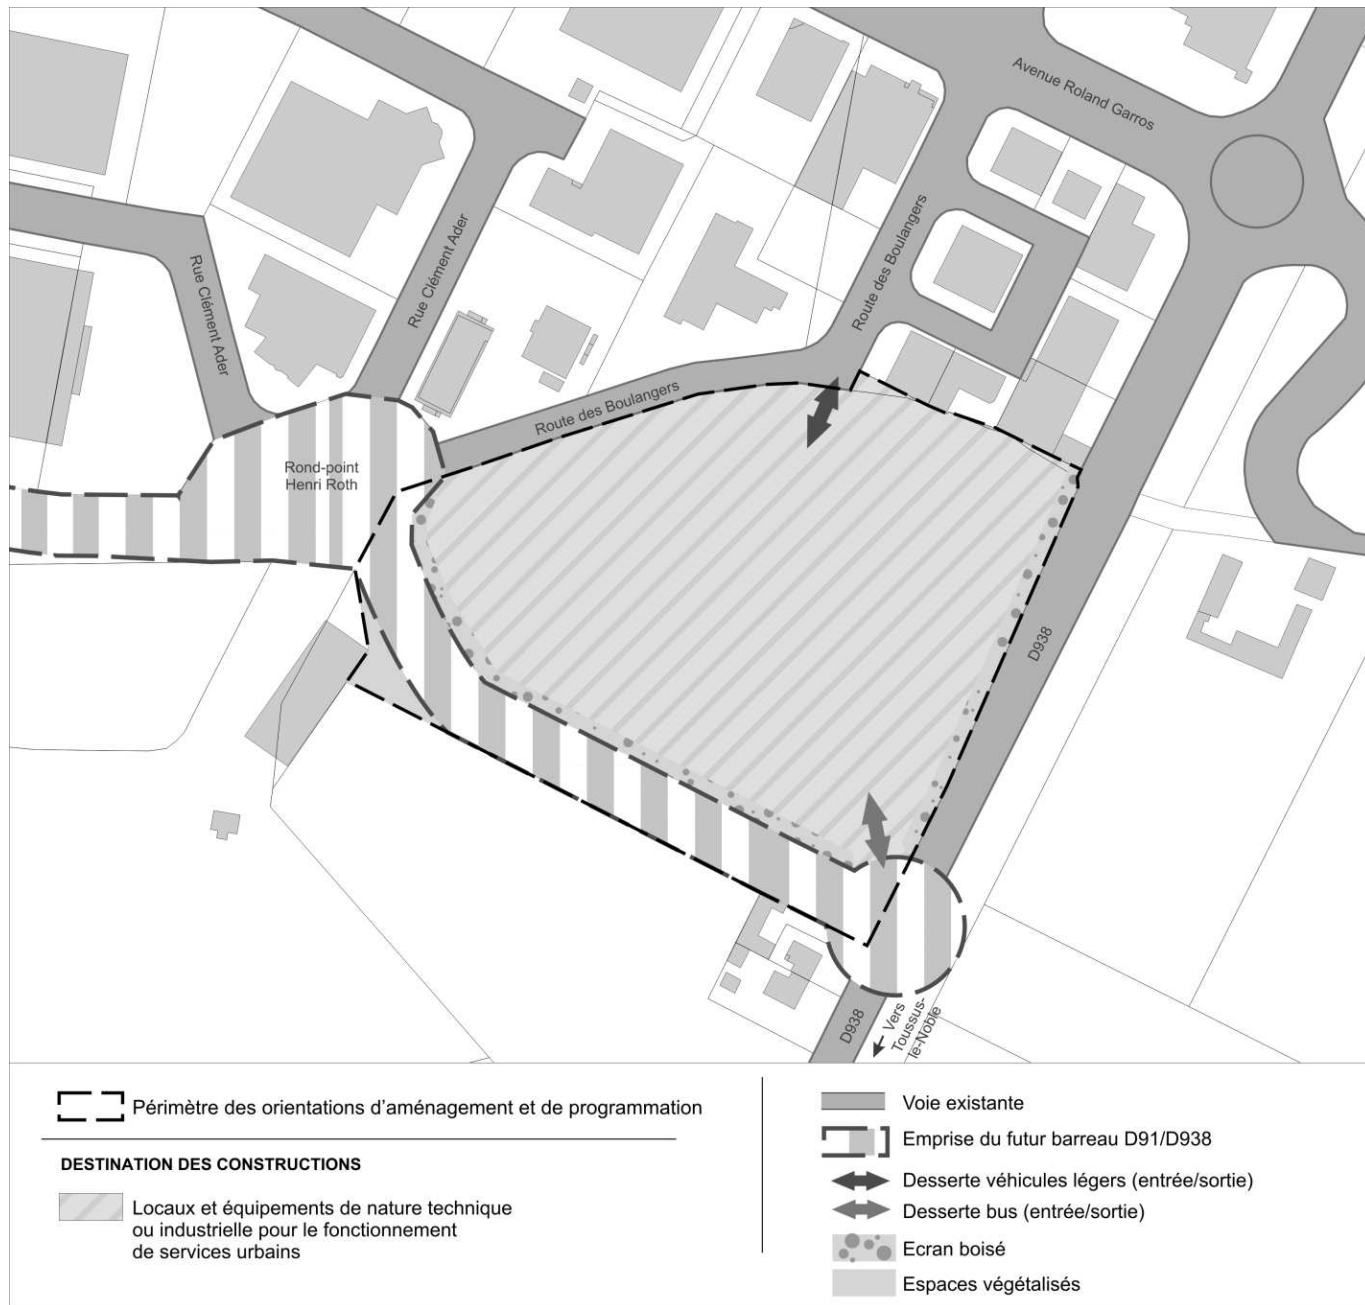 Avenue Roland Garros
Route des Boulangers
Rue Clément Ader
Rue Clément Ader
Route des Boulangers
Rond-point
Henri Roth
D938
D938
Vers
Toussus-
le-Noble
Périmètre des orientations d'aménagement et de programmation
DESTINATION DES CONSTRUCTIONS
Locaux et équipements de nature technique
ou industrielle pour le fonctionnement
de services urbains
Voie existante
Emprise du futur barreau D91/D938
Desserte véhicules légers (entrée/sortie)
Desserte bus (entrée/sortie)
Ecran boisé
Espaces végétalisés